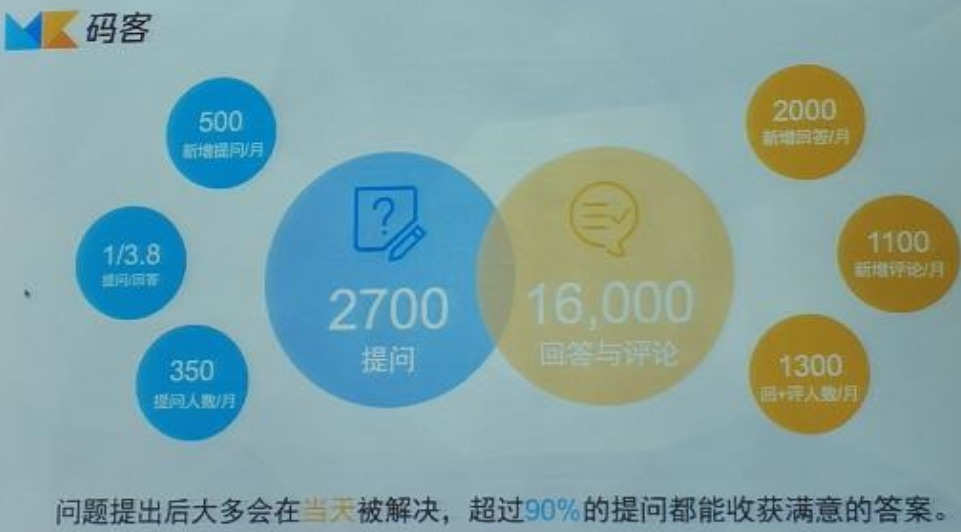 码客
500
新增提问/月
1/3.8
提问/回答
350
提问人数/月
2700
提问
16,000
回答与评论
2000
新增回答/月
1100
新增评论/月
1300
回+评人数/月
问题提出后大多会在当天被解决，超过90%的提问都能收获满意的答案。